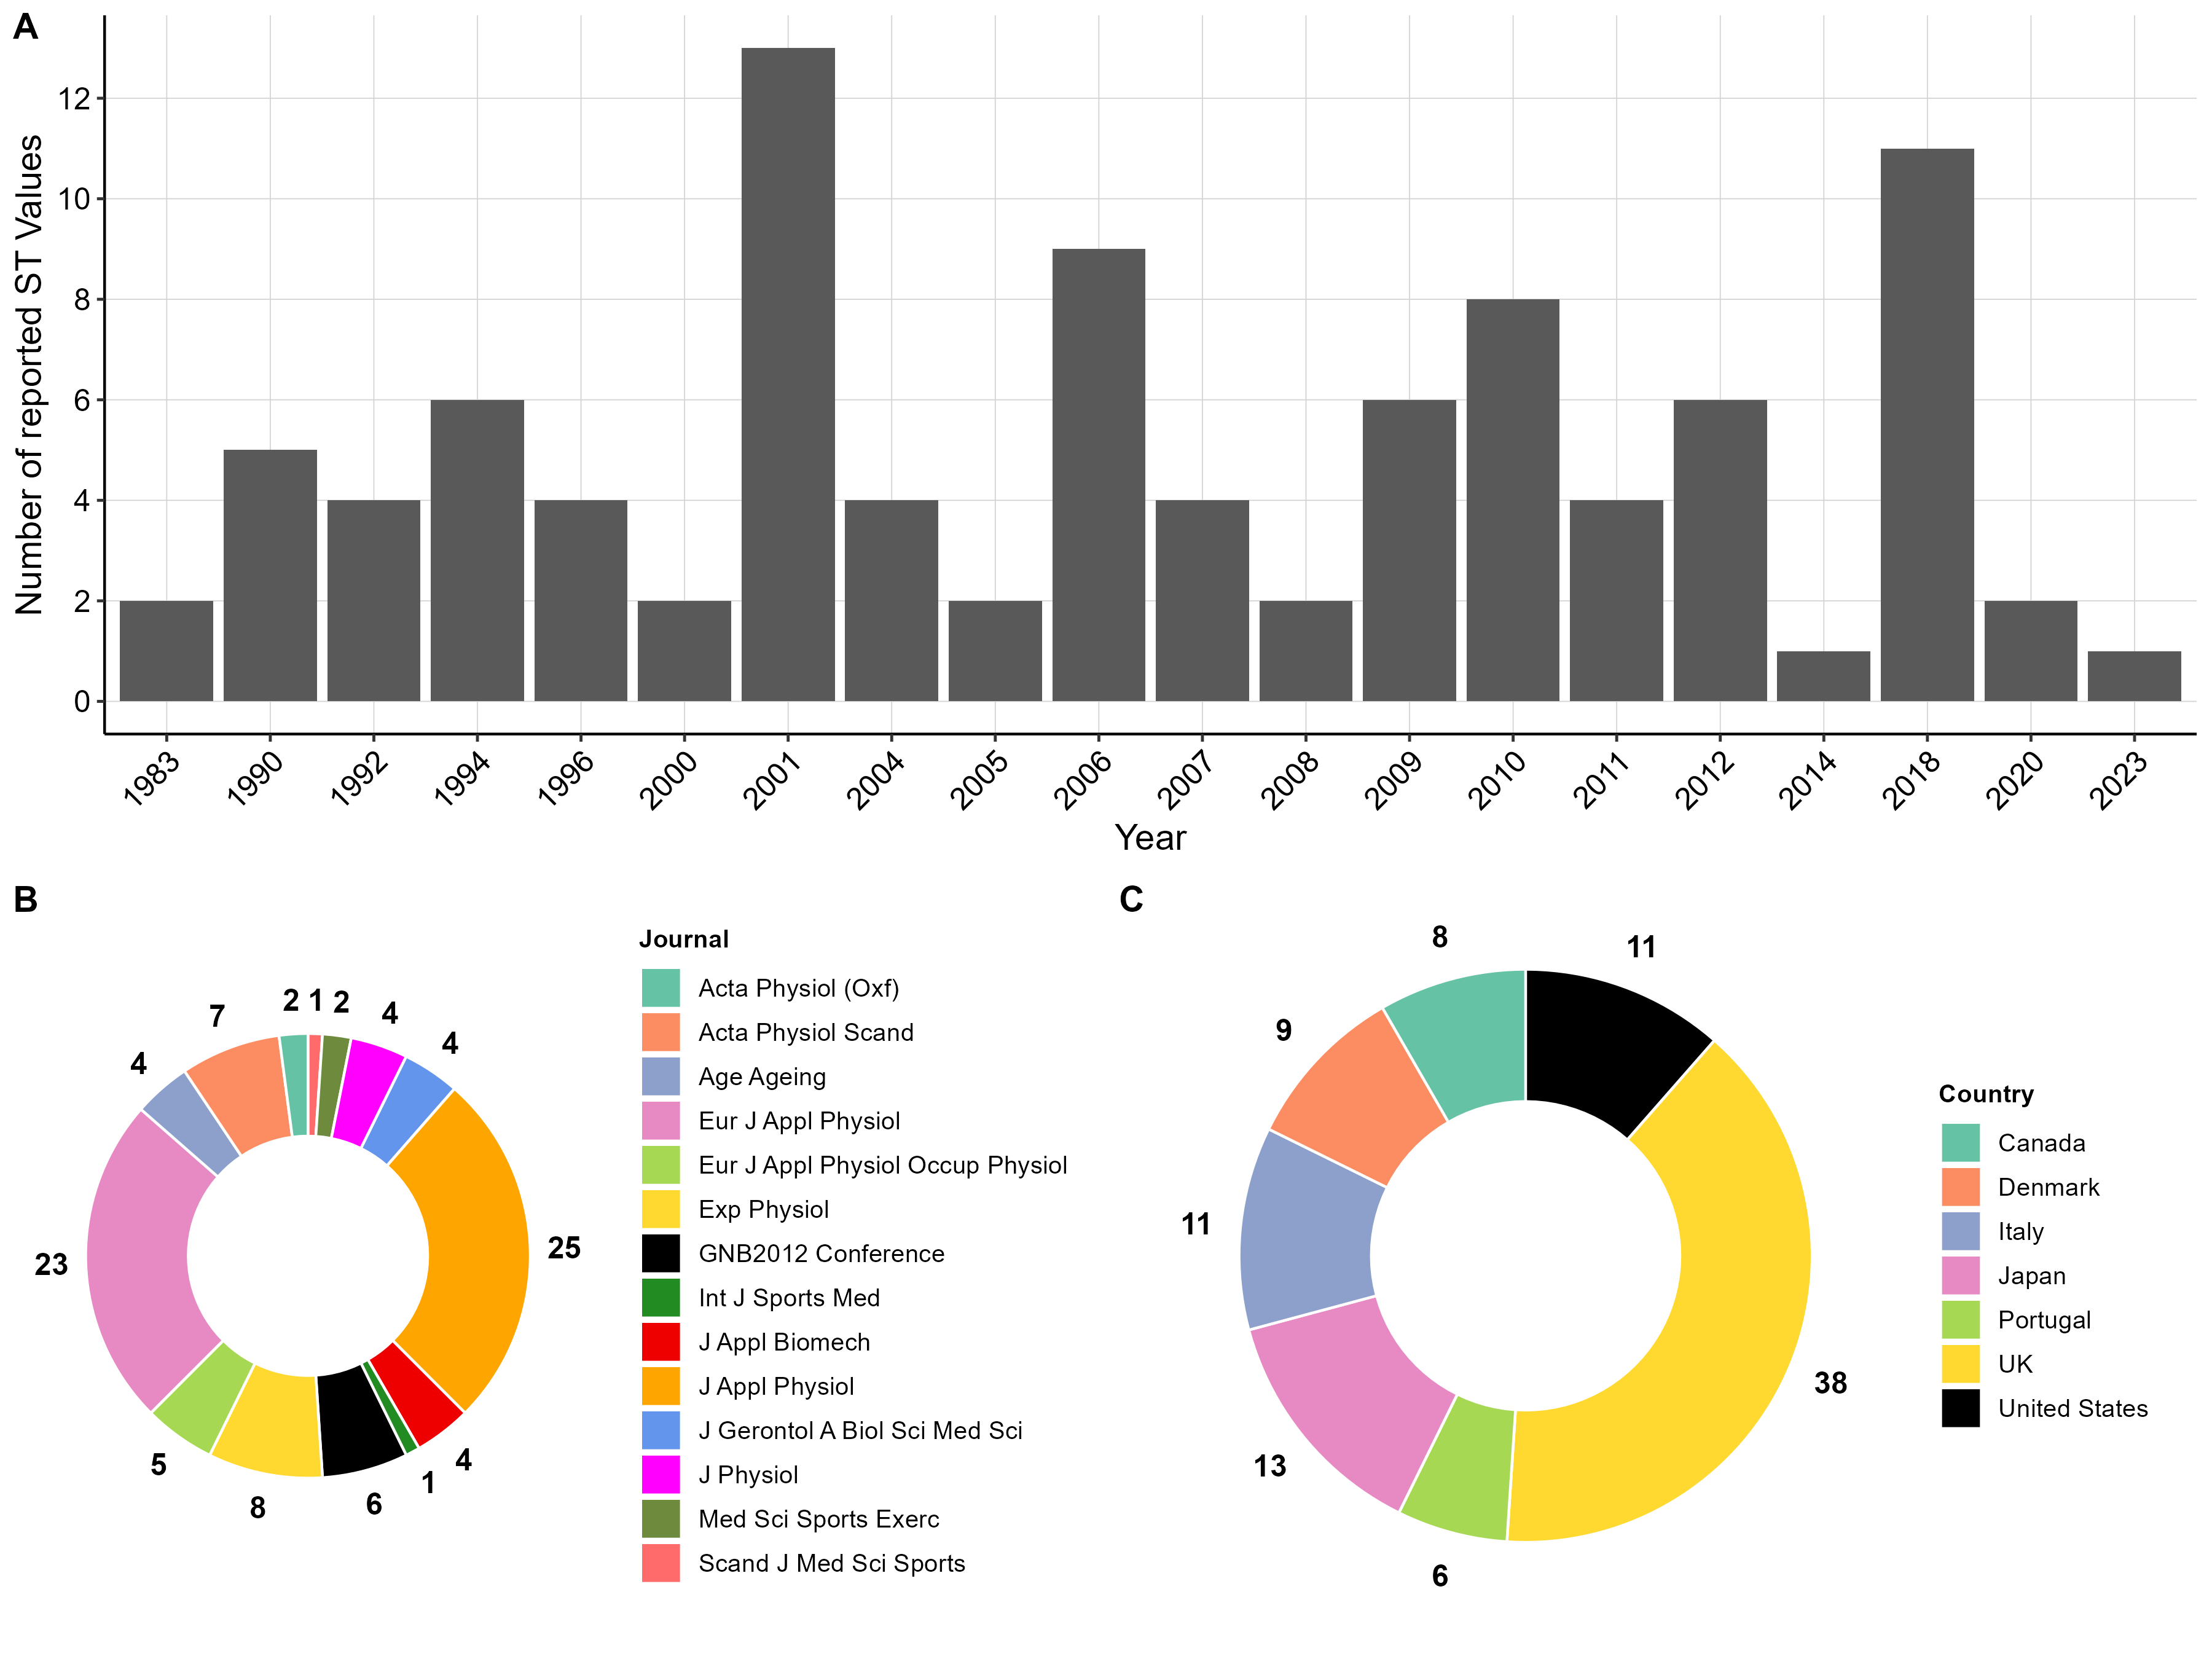 A
Number of reported ST Values
12
10
8
6
4
2
0
1983 1990 1992 1994 1996 2000 2001 2004 2005 2006 2007 2008 2009 2010 2011 2012 2014 2018 2020 2023
Year
B
7 2 1 2 4 4
4
23
25
5 8 6 1 4
Journal
Acta Physiol (Oxf)
Acta Physiol Scand
Age Ageing
Eur J Appl Physiol
Eur J Appl Physiol Occup Physiol
Exp Physiol
GNB2012 Conference
Int J Sports Med
J Appl Biomech
J Appl Physiol
J Gerontol A Biol Sci Med Sci
J Physiol
Med Sci Sports Exerc
Scand J Med Sci Sports
C
8 11
9
11
38
13
6
Country
Canada
Denmark
Italy
Japan
Portugal
UK
United States